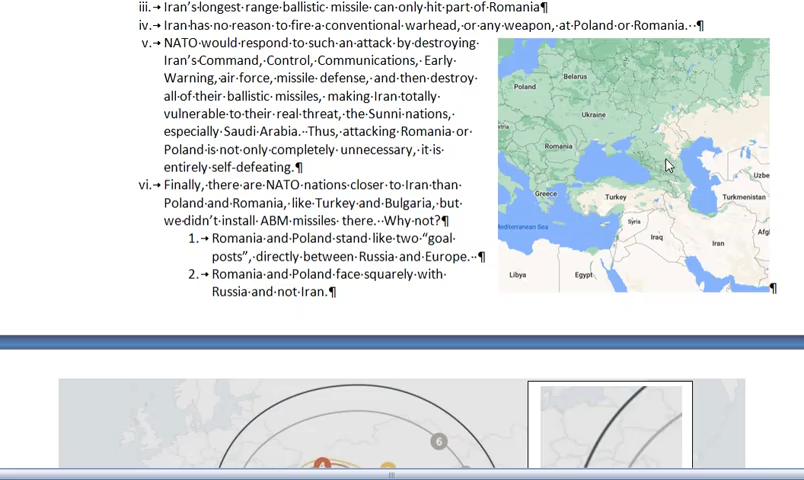 iii.→Iran's·longest·range·ballistic·missile·can·only·hit·part·of·Romania¶
iv.→Iran·has·no·reason·to·fire·a·conventional·warhead,·or·any·weapon,·at·Poland·or·Romania.··¶
v.→NATO·would·respond·to·such·an·attack·by·destroying·
Iran's·Command,·Control,·Communications,·Early·
Warning,·air·force,·missile·defense,·and·then·destroy·
all·of·their·ballistic·missiles,·making·Iran·totally·
vulnerable·to·their·real·threat,·the·Sunni·nations,·
especially·Saudi·Arabia.··Thus,·attacking·Romania·or·
Poland·is·not·only·completely·unnecessary,·it·is·
entirely·self-defeating.¶
vi.→Finally,·there·are·NATO·nations·closer·to·Iran·than·
Poland·and·Romania,·like·Turkey·and·Bulgaria,·but·
we·didn't·install·ABM·missiles·there.··Why·not?¶
1.→Romania·and·Poland·stand·like·two·“goal·
posts”,·directly·between·Russia·and·Europe.··¶
2.→Romania·and·Poland·face·squarely·with·
Russia·and·not·Iran.¶
Belarus
Poland
Ukraine
Romania
Uzbe
Greece
Turkey
Turkmenistan
Mediterranean Sea
Syria
Iraq
Iran
Afg
Libya
Egypt
¶
6